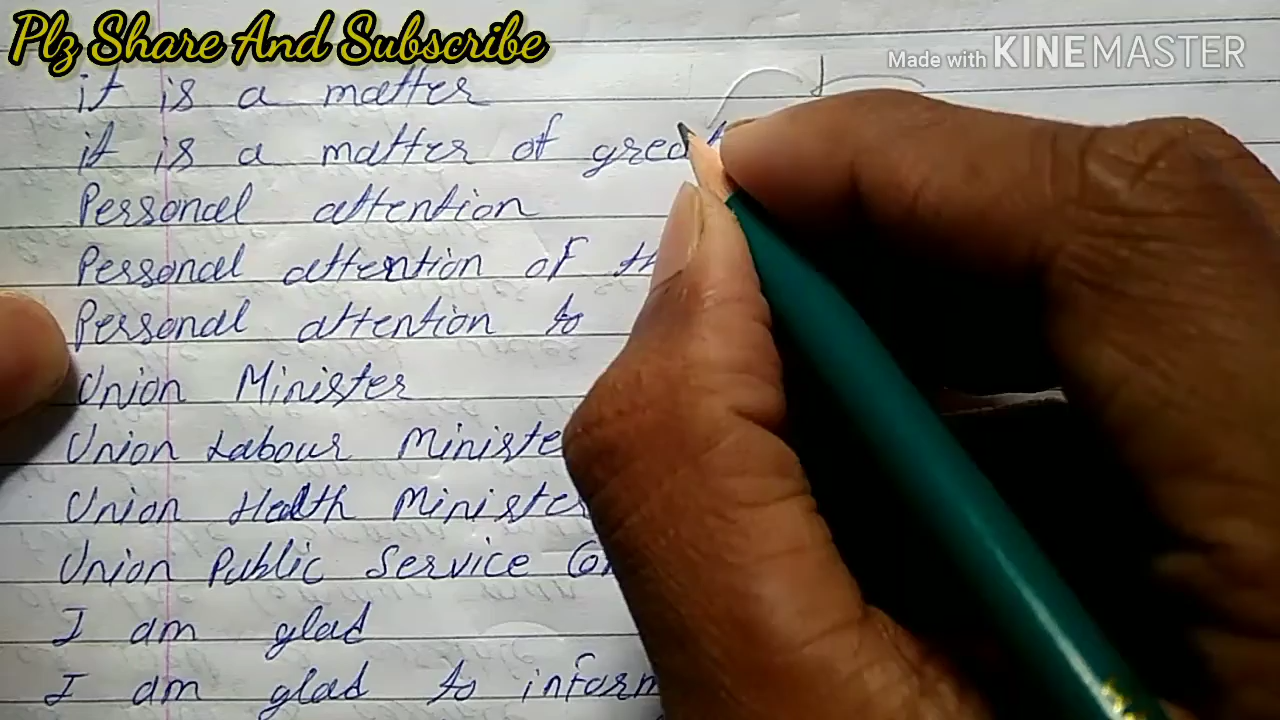 Plz Share And Subscribe
Made with KINEMASTER
it is a matter
it is a matter of great
Personal attention
Personal attention of
Personal attention to
Union Minister
Union Labour Ministe
Union Health Minister
Union Public Service
I am glad
I am glad to inform